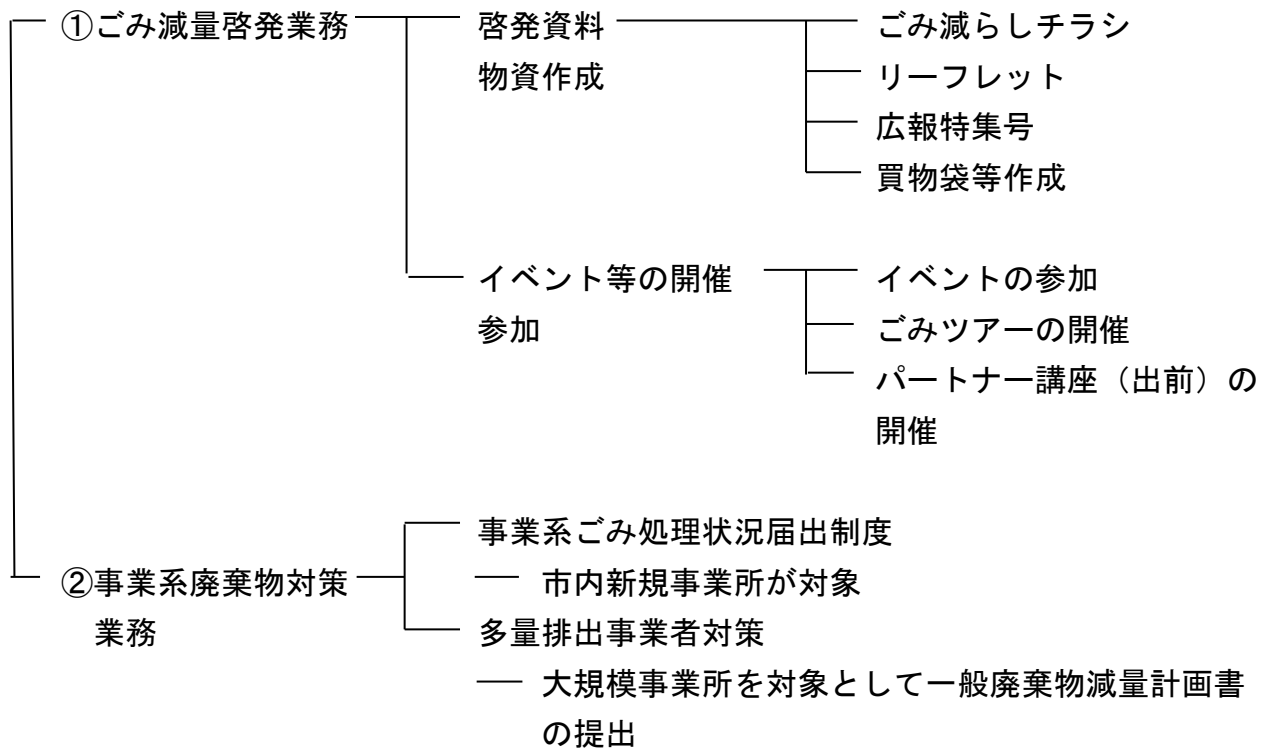 ①ごみ減量啓発業務
啓発資料
物資作成
ごみ減らしチラシ
リーフレット
広報特集号
買物袋等作成
イベント等の開催
参加
イベントの参加
ごみツアーの開催
パートナー講座（出前）の
開催
②事業系廃棄物対策
業務
事業系ごみ処理状況届出制度
市内新規事業所が対象
多量排出事業者対策
大規模事業所を対象として一般廃棄物減量計画書
の提出